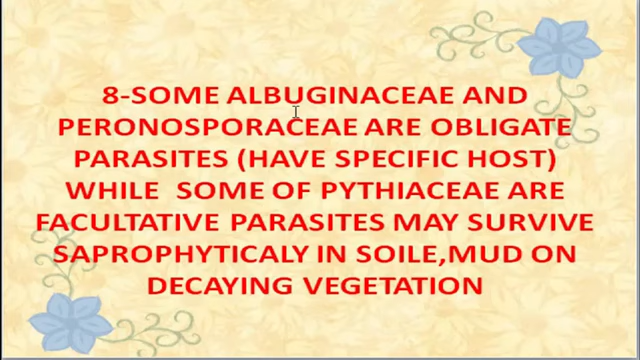 8-SOME ALBUGINACEAE AND
PERONOSPORACEAE ARE OBLIGATE
PARASITES (HAVE SPECIFIC HOST)
WHILE  SOME OF PYTHIACEAE ARE
FACULTATIVE PARASITES MAY SURVIVE
SAPROPHYTICALY IN SOILE,MUD ON
DECAYING VEGETATION